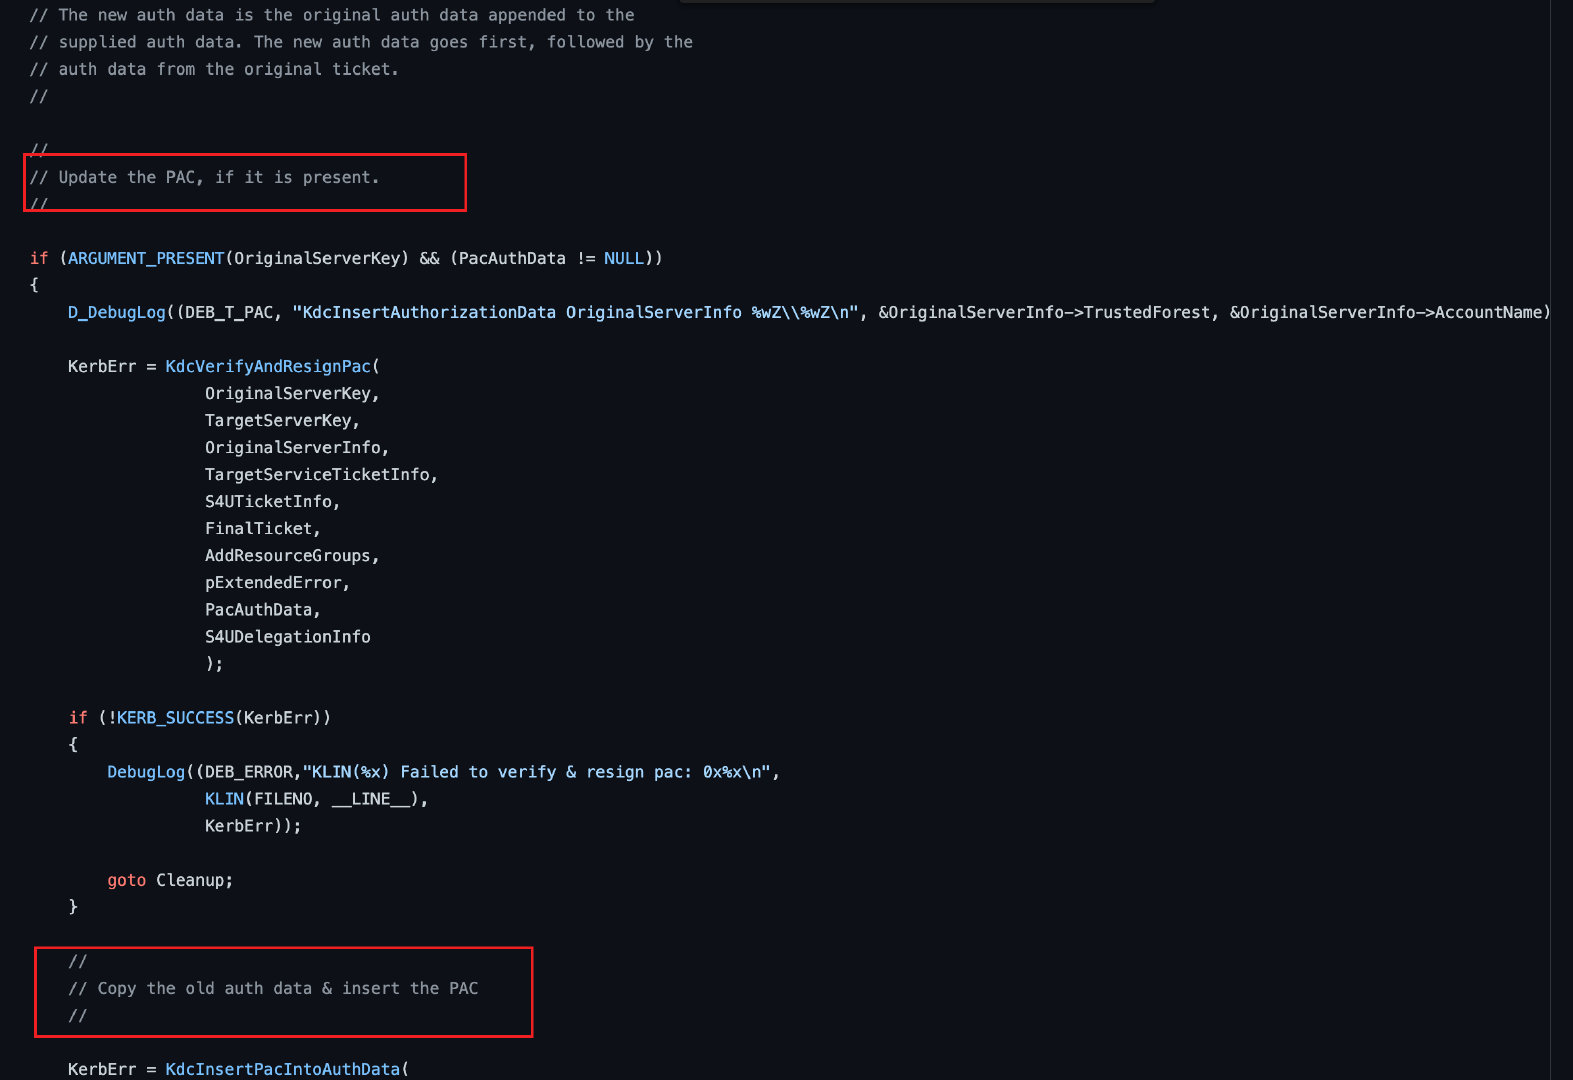 // The new auth data is the original auth data appended to the
// supplied auth data. The new auth data goes first, followed by the
// auth data from the original ticket.
//
//
// Update the PAC, if it is present.
//
if (ARGUMENT_PRESENT(OriginalServerKey) && (PacAuthData != NULL))
{
D_DebugLog((DEB_T_PAC, "KdcInsertAuthorizationData OriginalServerInfo %wZ\\%wZ\n", &OriginalServerInfo->TrustedForest, &OriginalServerInfo->AccountName)
KerbErr = KdcVerifyAndResignPac(
OriginalServerKey,
TargetServerKey,
OriginalServerInfo,
TargetServiceTicketInfo,
S4UTicketInfo,
FinalTicket,
AddResourceGroups,
pExtendedError,
PacAuthData,
S4UDelegationInfo
);
if (!KERB_SUCCESS(KerbErr))
{
DebugLog((DEB_ERROR,"KLIN(%x) Failed to verify & resign pac: 0x%x\n",
KLIN(FILENO, __LINE__),
KerbErr));
goto Cleanup;
}
//
// Copy the old auth data & insert the PAC
//
KerbErr = KdcInsertPacIntoAuthData(